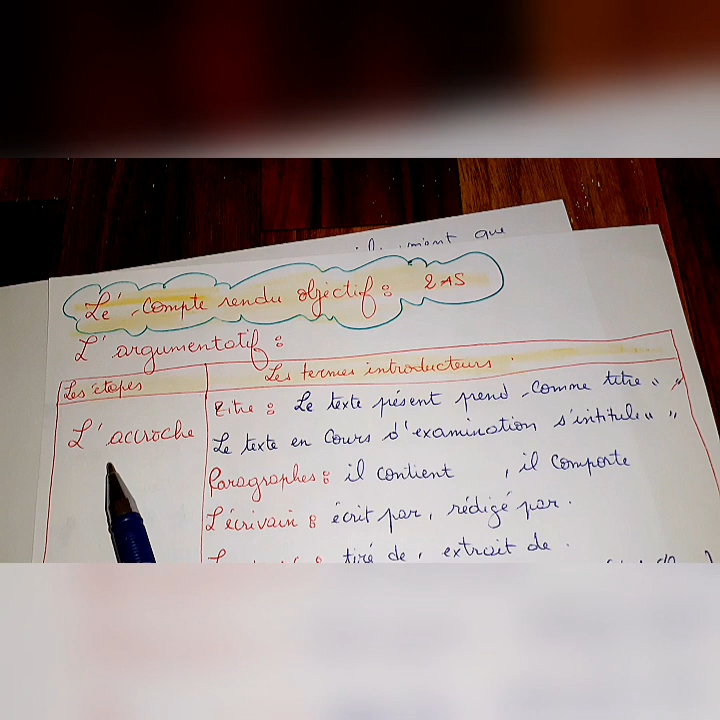 ment que
Le compte rendu objectif : 2AS
L'argumentatif :
Les étapes
Les termes introducteurs
L'accroche
Titre : Le texte présent prend comme titre " "
Le texte en cours d'examination s'intitule " "
Paragraphes : il contient , il comporte
L'écrivain : écrit par, rédigé par.
tiré de, extrait de .